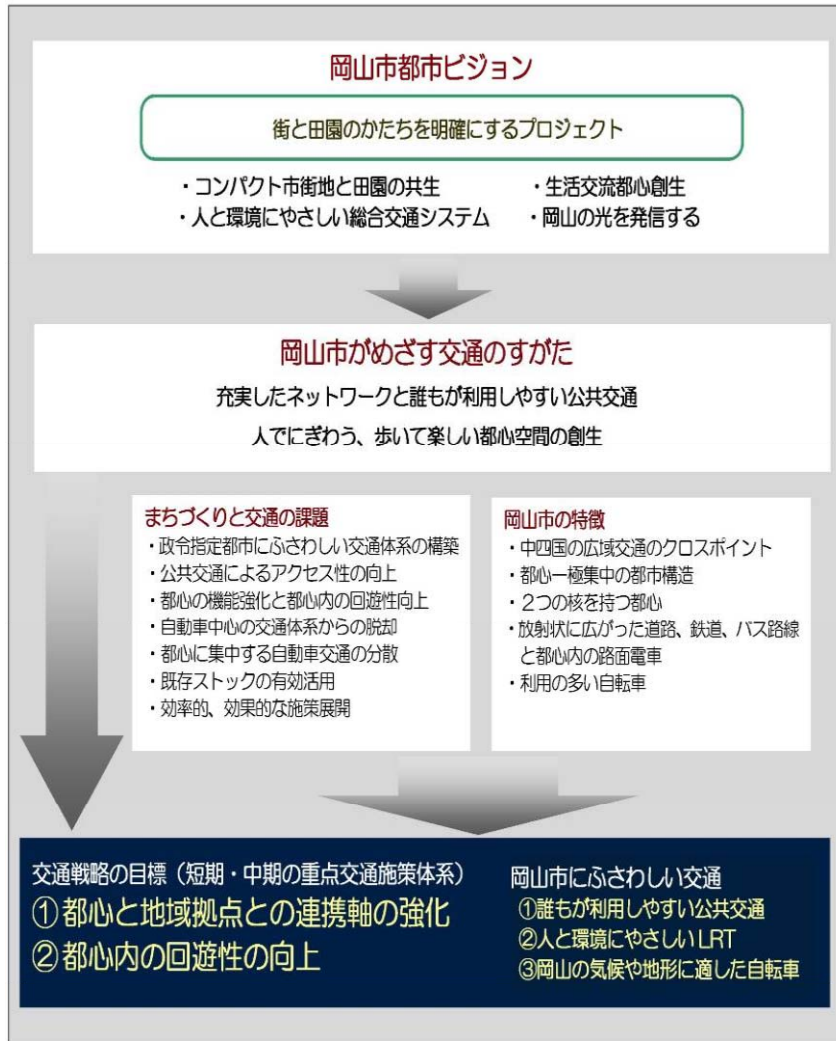 岡山市都市ビジョン
街と田園のかたちを明確にするプロジェクト
・コンパクト市街地と田園の共生
・人と環境にやさしい総合交通システム
・生活交流都心創生
・岡山の光を発信する
岡山市がめざす交通のすがた
充実したネットワークと誰もが利用しやすい公共交通
人でにぎわう、歩いて楽しい都心空間の創生
まちづくりと交通の課題
・政令指定都市にふさわしい交通体系の構築
・公共交通によるアクセス性の向上
・都心の機能強化と都心内の回遊性向上
・自動車中心の交通体系からの脱却
・都心に集中する自動車交通の分散
・既存ストックの有効活用
・効率的、効果的な施策展開
岡山市の特徴
・中四国の広域交通のクロスポイント
・都心一極集中の都市構造
・2つの核を持つ都心
・放射状に広がった道路、鉄道、バス路線
と都心内の路面電車
・利用の多い自転車
交通戦略の目標（短期・中期の重点交通施策体系）
①都心と地域拠点との連携軸の強化
②都心内の回遊性の向上
岡山市にふさわしい交通
①誰もが利用しやすい公共交通
②人と環境にやさしいLRT
③岡山の気候や地形に適した自転車